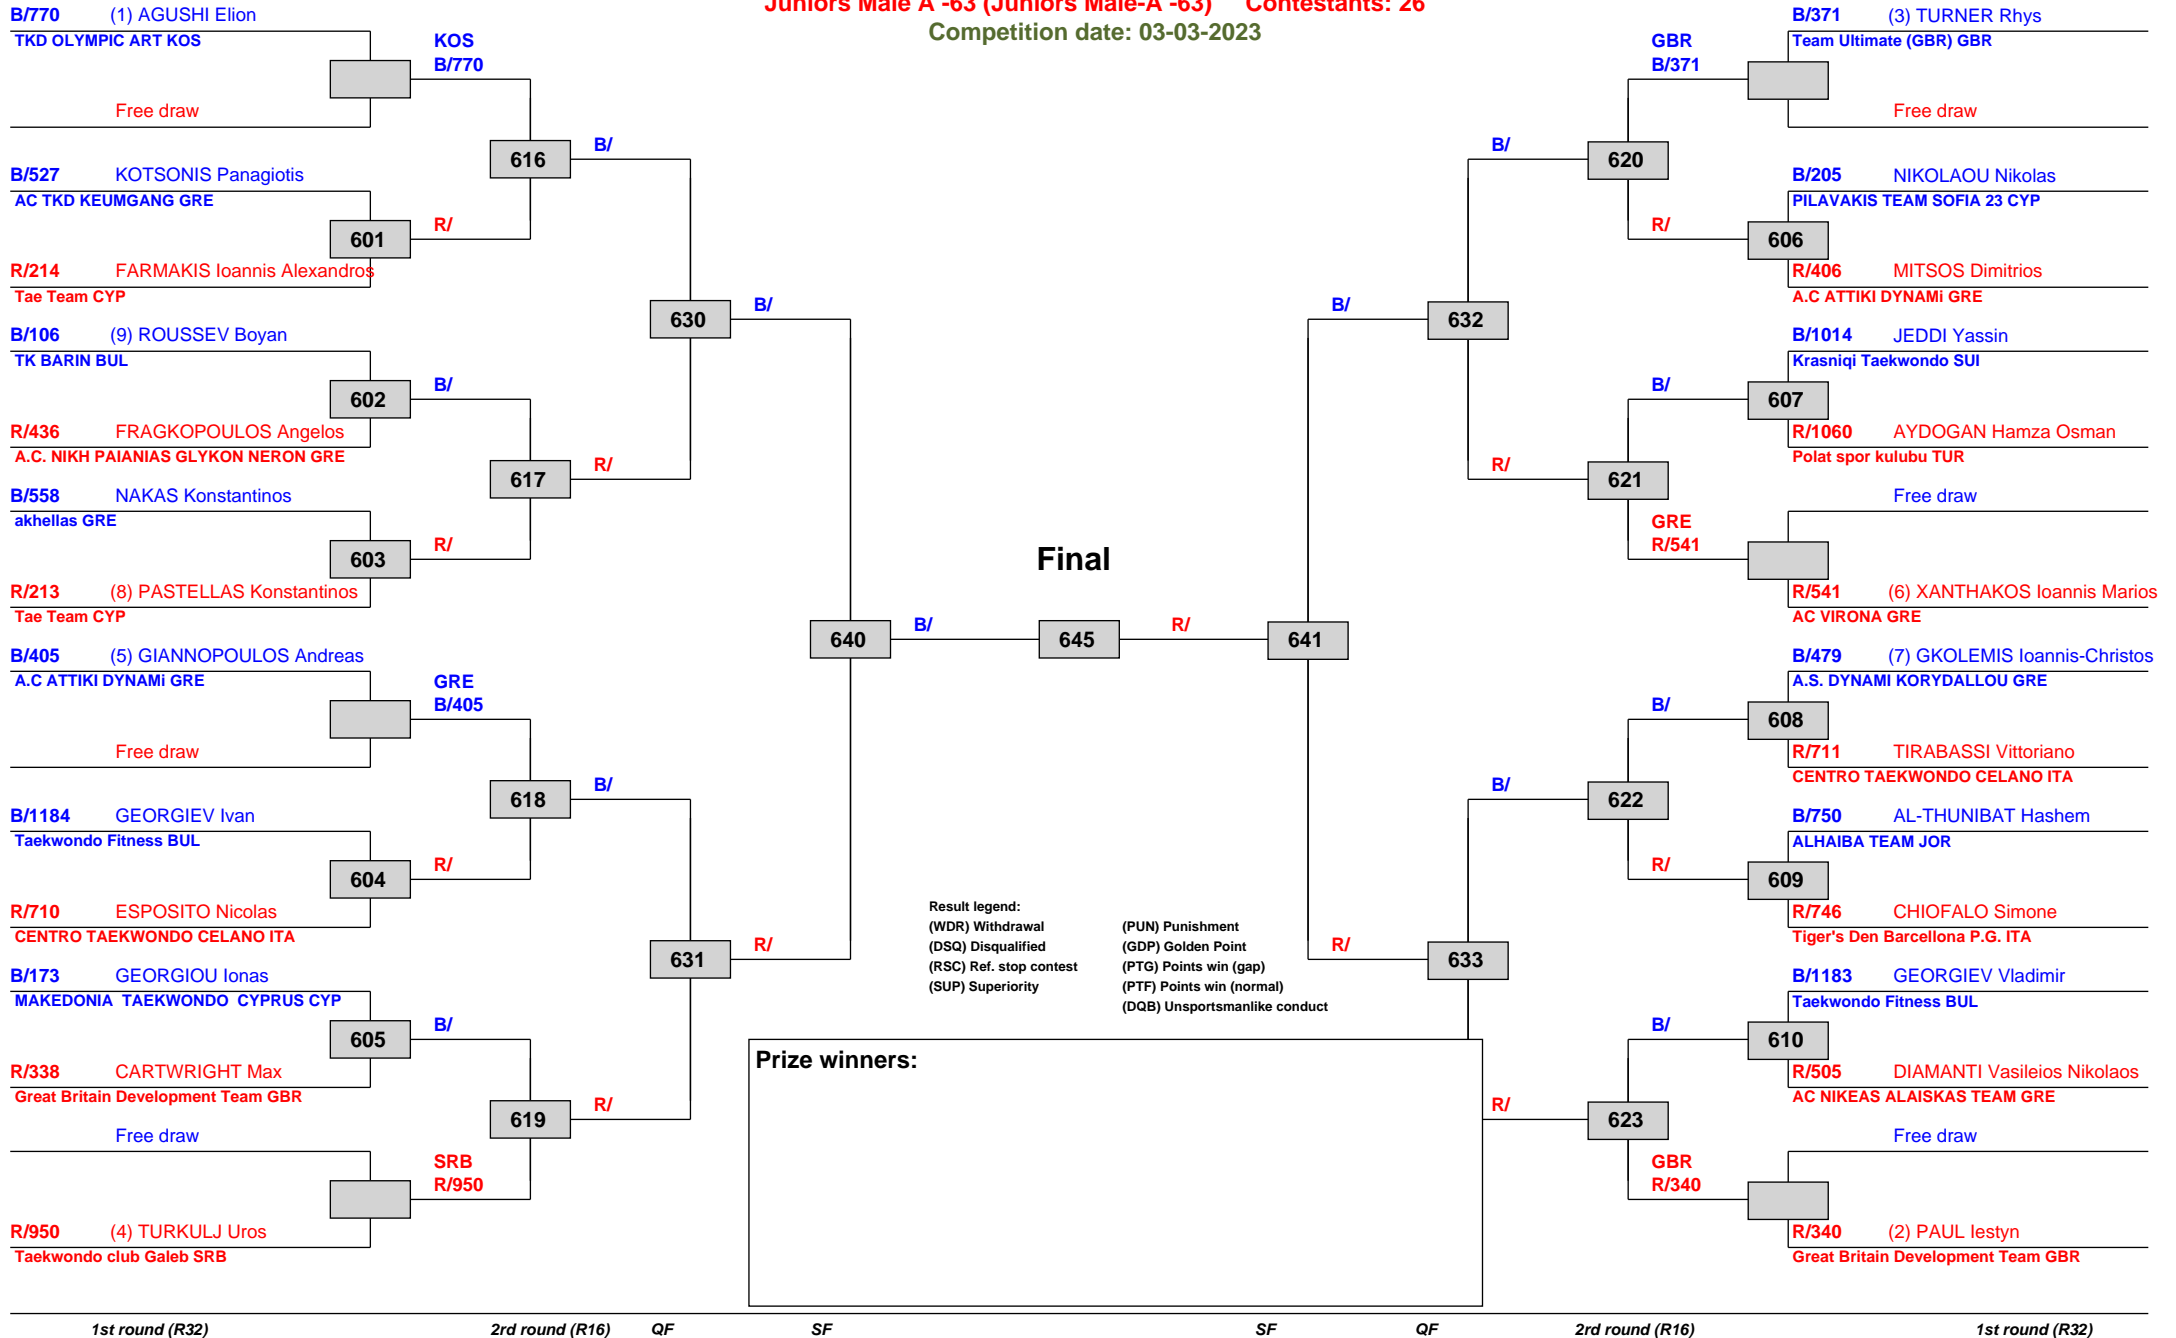 Juniors Male A -63 (Juniors Male-A -63) Contestants: 26
Competition date: 03-03-2023
B/770 (1) AGUSHI Elion
TKD OLYMPIC ART KOS
Free draw
KOS
B/770
B/527 KOTSONIS Panagiotis
AC TKD KEUMGANG GRE
601
R/214 FARMAKIS Ioannis Alexandros
Tae Team CYP
R/
616
B/
B/106 (9) ROUSSEV Boyan
TK BARIN BUL
602
R/436 FRAGKOPOULOS Angelos
A.C. NIKH PAIANIAS GLYKON NERON GRE
B/
617
R/
B/558 NAKAS Konstantinos
akhellas GRE
603
R/213 (8) PASTELLAS Konstantinos
Tae Team CYP
R/
630
B/
B/405 (5) GIANNOPOULOS Andreas
A.C ATTIKI DYNAMi GRE
Free draw
GRE
B/405
618
B/
B/1184 GEORGIEV Ivan
Taekwondo Fitness BUL
604
R/710 ESPOSITO Nicolas
CENTRO TAEKWONDO CELANO ITA
R/
631
R/
B/173 GEORGIOU Ionas
MAKEDONIA TAEKWONDO CYPRUS CYP
605
R/338 CARTWRIGHT Max
Great Britain Development Team GBR
B/
619
R/
Free draw
SRB
R/950
R/950 (4) TURKULJ Uros
Taekwondo club Galeb SRB
640
B/
Final
645
R/
641
B/371 (3) TURNER Rhys
Team Ultimate (GBR) GBR
Free draw
GBR
B/371
620
B/
B/205 NIKOLAOU Nikolas
PILAVAKIS TEAM SOFIA 23 CYP
606
R/406 MITSOS Dimitrios
A.C ATTIKI DYNAMi GRE
R/
632
B/
B/1014 JEDDI Yassin
Krasniqi Taekwondo SUI
607
R/1060 AYDOGAN Hamza Osman
Polat spor kulubu TUR
B/
621
R/
Free draw
GRE
R/541
R/541 (6) XANTHAKOS Ioannis Marios
AC VIRONA GRE
B/479 (7) GKOLEMIS Ioannis-Christos
A.S. DYNAMI KORYDALLOU GRE
608
R/711 TIRABASSI Vittoriano
CENTRO TAEKWONDO CELANO ITA
B/
622
B/
B/750 AL-THUNIBAT Hashem
ALHAIBA TEAM JOR
609
R/746 CHIOFALO Simone
Tiger's Den Barcellona P.G. ITA
R/
633
R/
B/1183 GEORGIEV Vladimir
Taekwondo Fitness BUL
610
R/505 DIAMANTI Vasileios Nikolaos
AC NIKEAS ALAISKAS TEAM GRE
B/
623
R/
Free draw
GBR
R/340
R/340 (2) PAUL Iestyn
Great Britain Development Team GBR
Result legend:
(WDR) Withdrawal (PUN) Punishment
(DSQ) Disqualified (GDP) Golden Point
(RSC) Ref. stop contest (PTG) Points win (gap)
(SUP) Superiority (PTF) Points win (normal)
(DQB) Unsportsmanlike conduct
Prize winners:
1st round (R32) 2rd round (R16) QF SF SF QF 2rd round (R16) 1st round (R32)